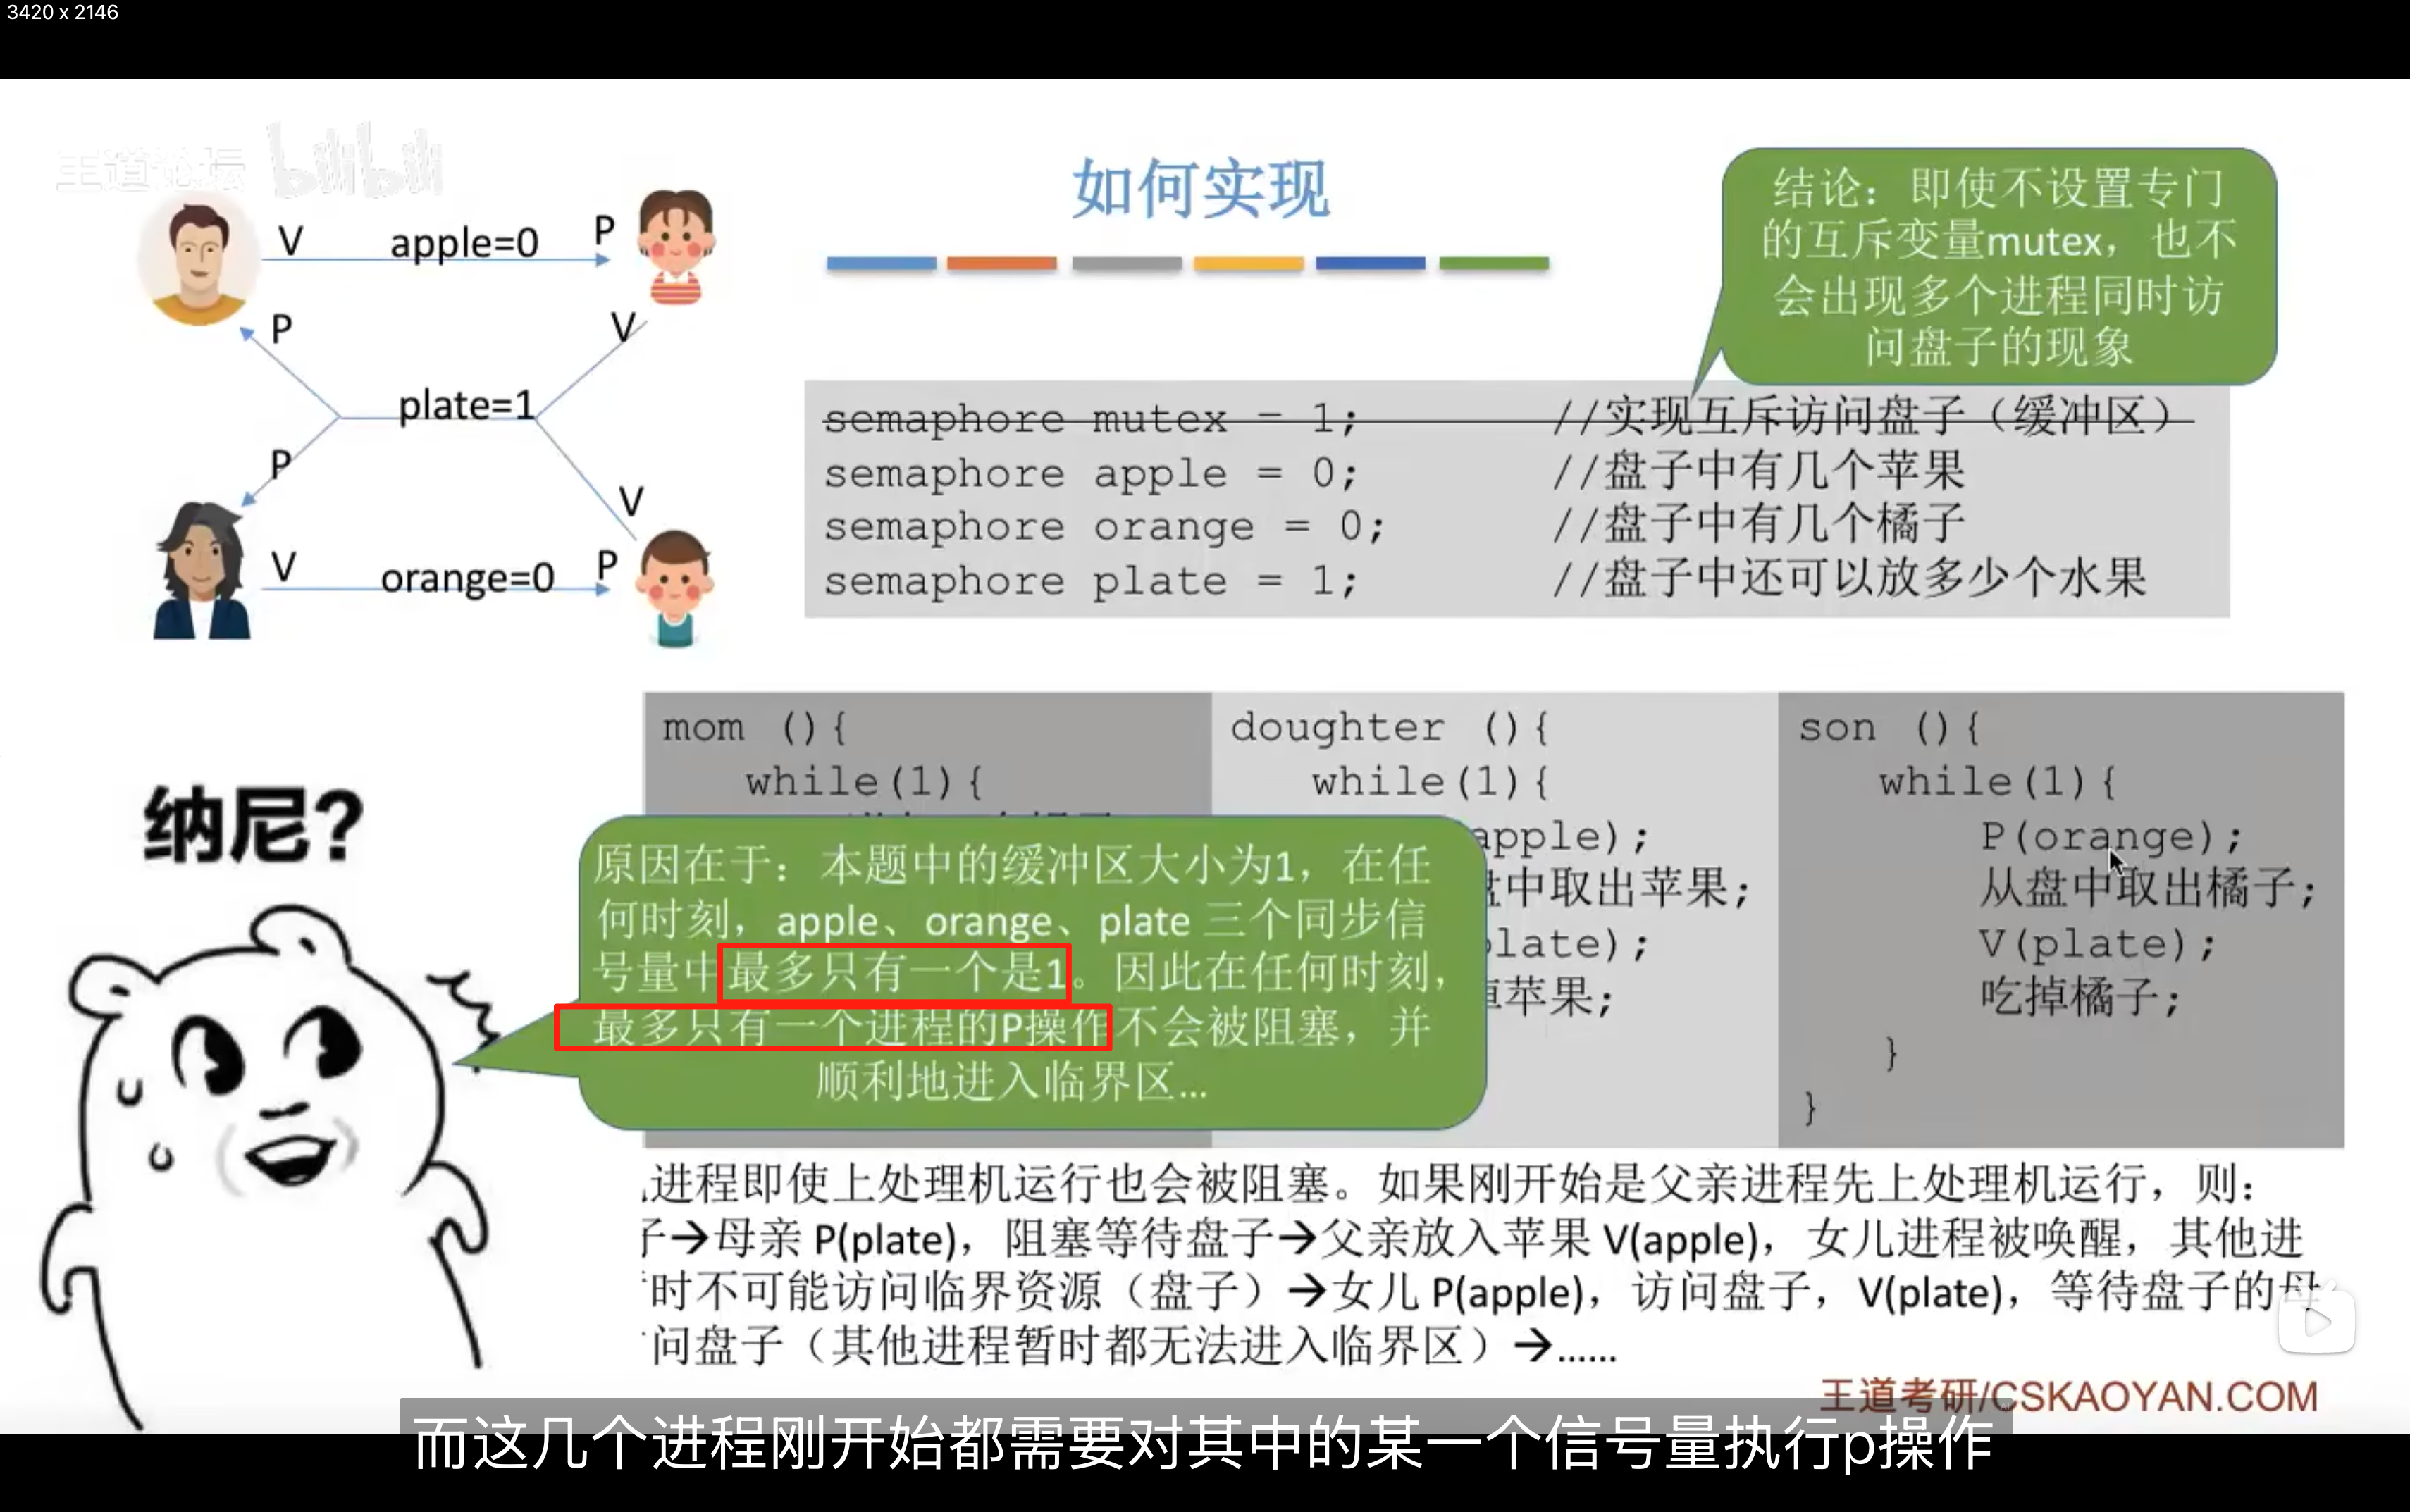 3420 x 2146
王道论坛 bilibili
如何实现
结论：即使不设置专门
的互斥变量mutex，也不
会出现多个进程同时访
问盘子的现象
V apple=0 P
P V
plate=1
P V
V orange=0 P
semaphore mutex = 1; //实现互斥访问盘子（缓冲区）
semaphore apple = 0; //盘子中有几个苹果
semaphore orange = 0; //盘子中有几个橘子
semaphore plate = 1; //盘子中还可以放多少个水果
mom (){
while(1){
doughter (){
while(1){
apple);
中取出苹果;
plate);
苹果;
son (){
while(1){
P(orange);
从盘中取出橘子;
V(plate);
吃掉橘子;
}
}
纳尼?
原因在于：本题中的缓冲区大小为1，在任
何时刻，apple、orange、plate 三个同步信
号量中最多只有一个是1。因此在任何时刻，
最多只有一个进程的P操作不会被阻塞，并
顺利地进入临界区…
进程即使上处理机运行也会被阻塞。如果刚开始是父亲进程先上处理机运行，则：
子→母亲 P(plate)，阻塞等待盘子→父亲放入苹果 V(apple)，女儿进程被唤醒，其他进
时不可能访问临界资源（盘子）→女儿 P(apple)，访问盘子，V(plate)，等待盘子的母
问盘子（其他进程暂时都无法进入临界区）→……
王道考研/CSKAOYAN.COM
而这几个进程刚开始都需要对其中的某一个信号量执行p操作